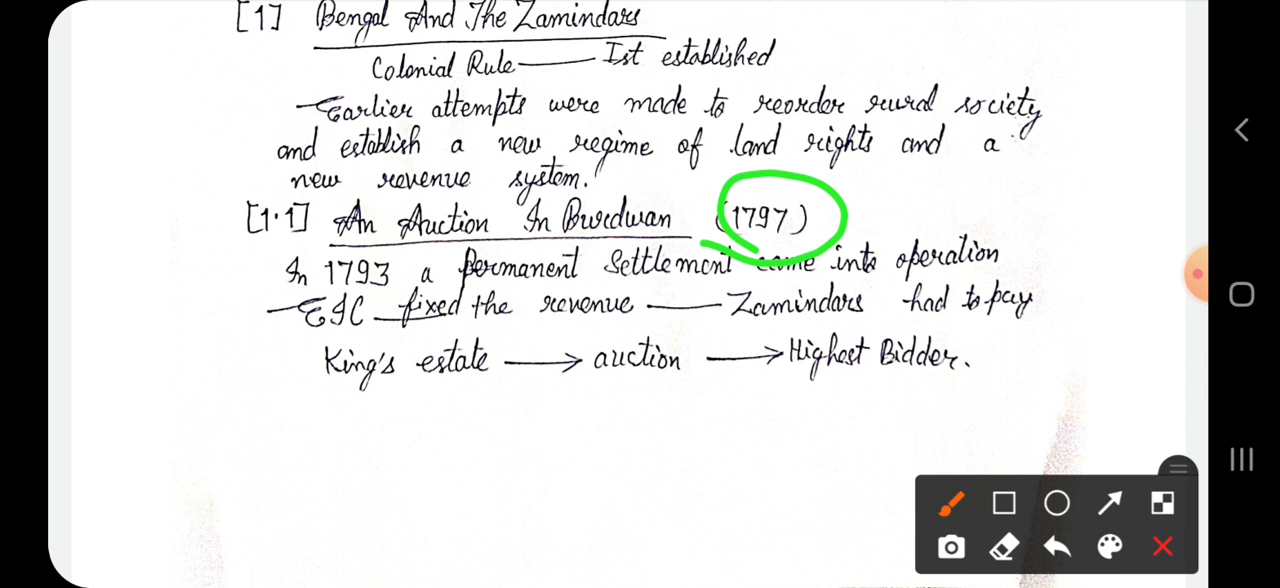 [1] Bengal And The Zamindars
Colonial Rule — Ist established
— Earlier attempts were made to reorder rural society
and establish a new regime of land rights and a
new revenue system.
[1.1] An Auction In Burdwan (1797)
In 1793 a Permanent Settlement came into operation
— EIC fixed the revenue — Zamindars had to pay
King's estate → auction → Highest Bidder.